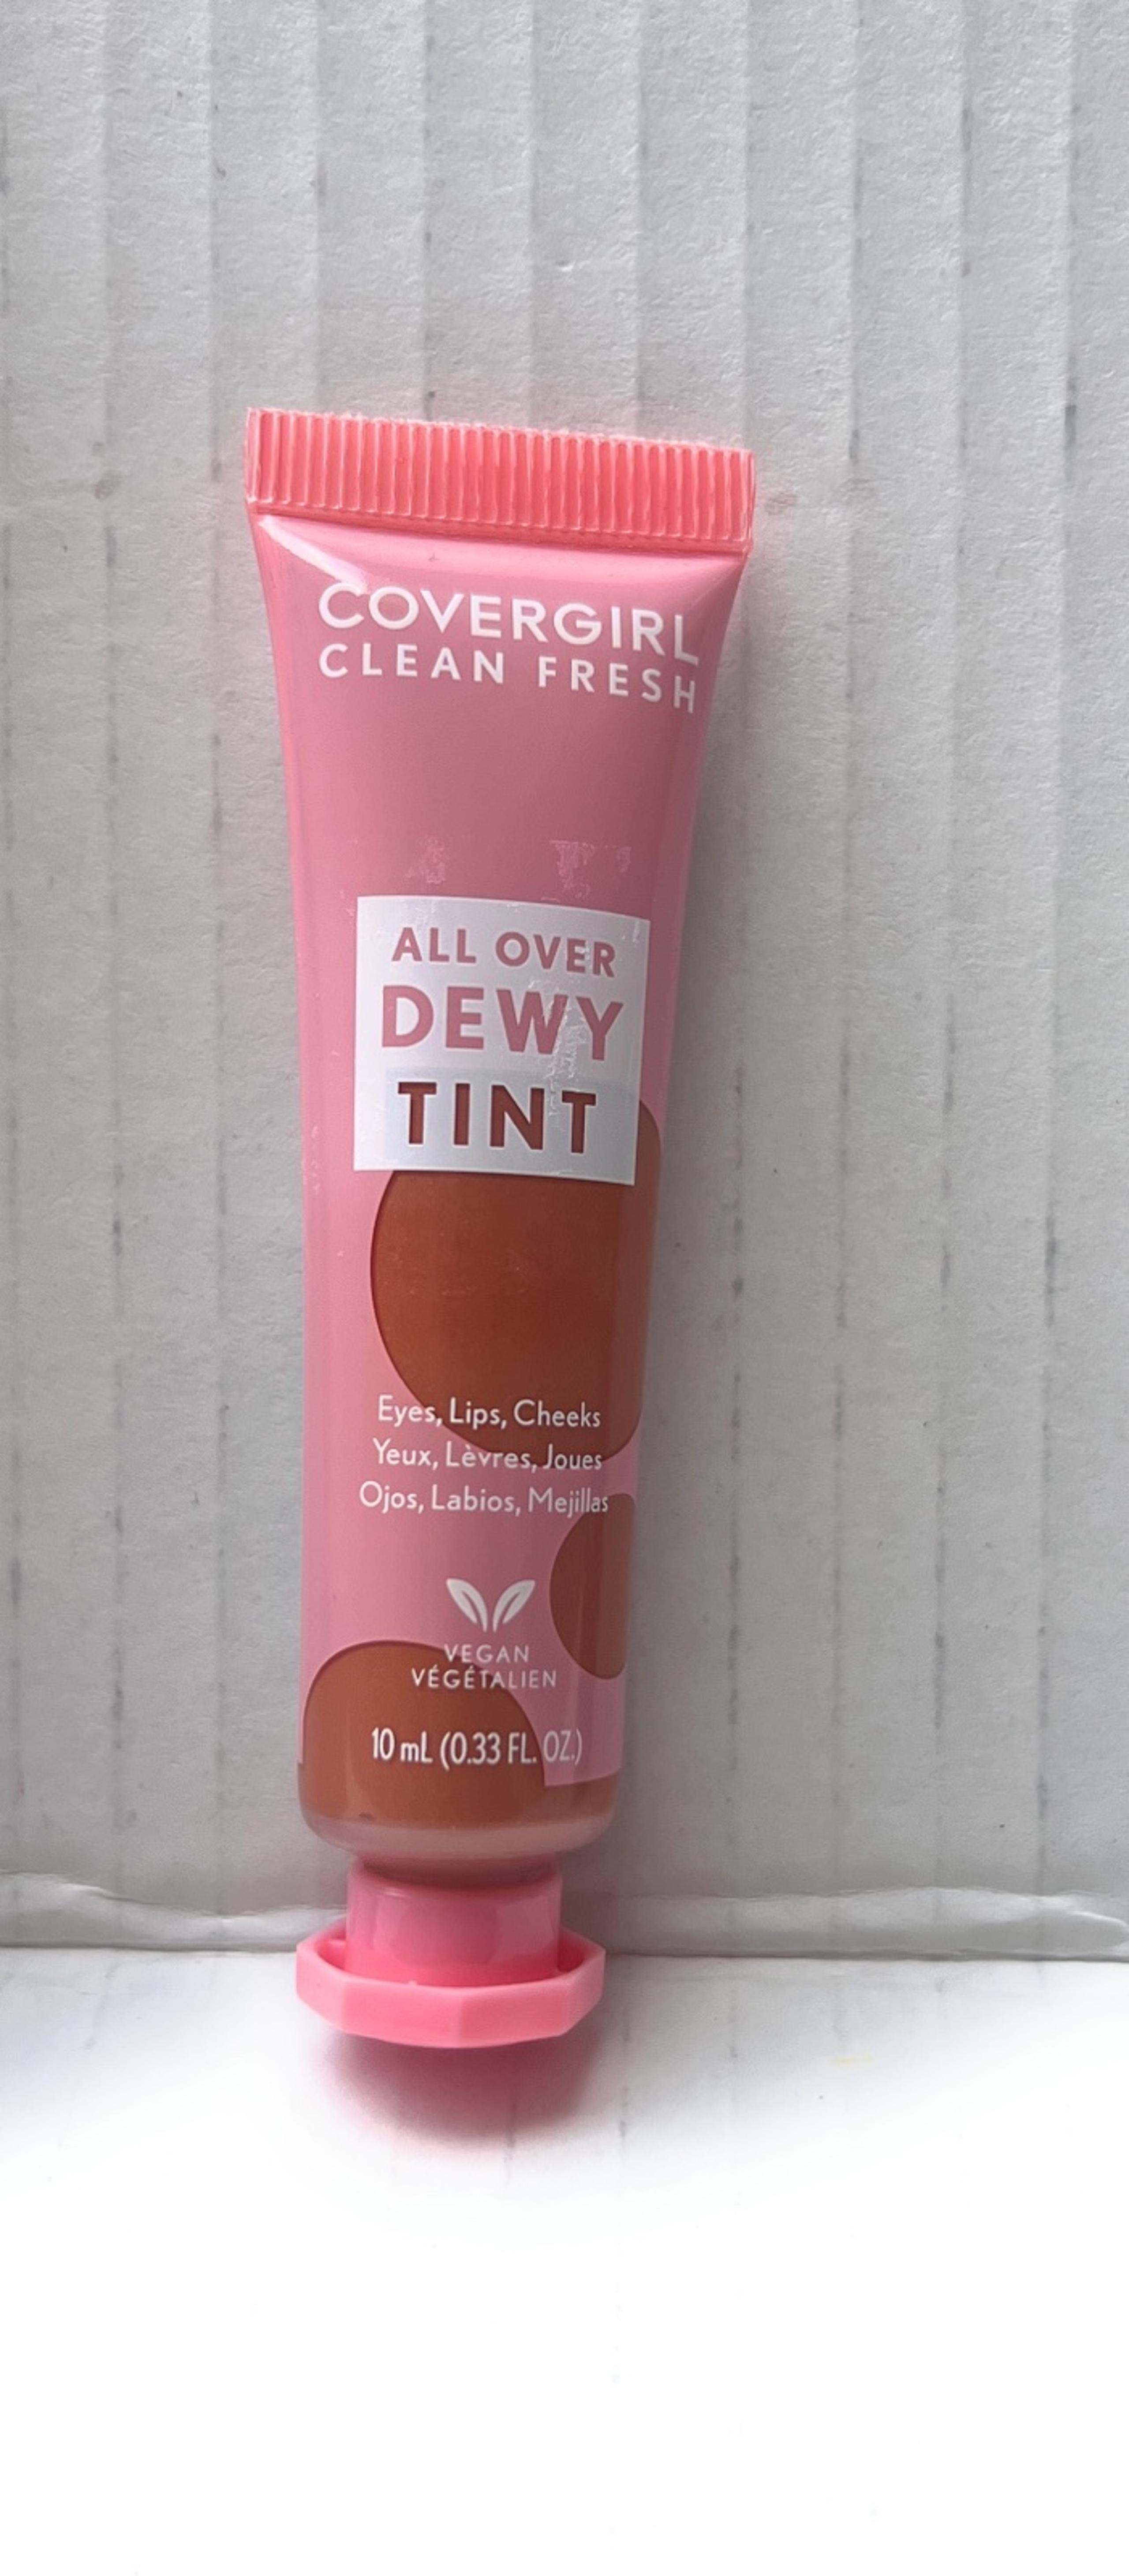 COVERGIRL
CLEAN FRESH
ALL OVER
DEWY
TINT
Eyes, Lips, Cheeks
Yeux, Lèvres, Joues
Ojos, Labios, Mejillas
VEGAN
VÉGÉTALIEN
10 mL (0.33 FL. OZ.)